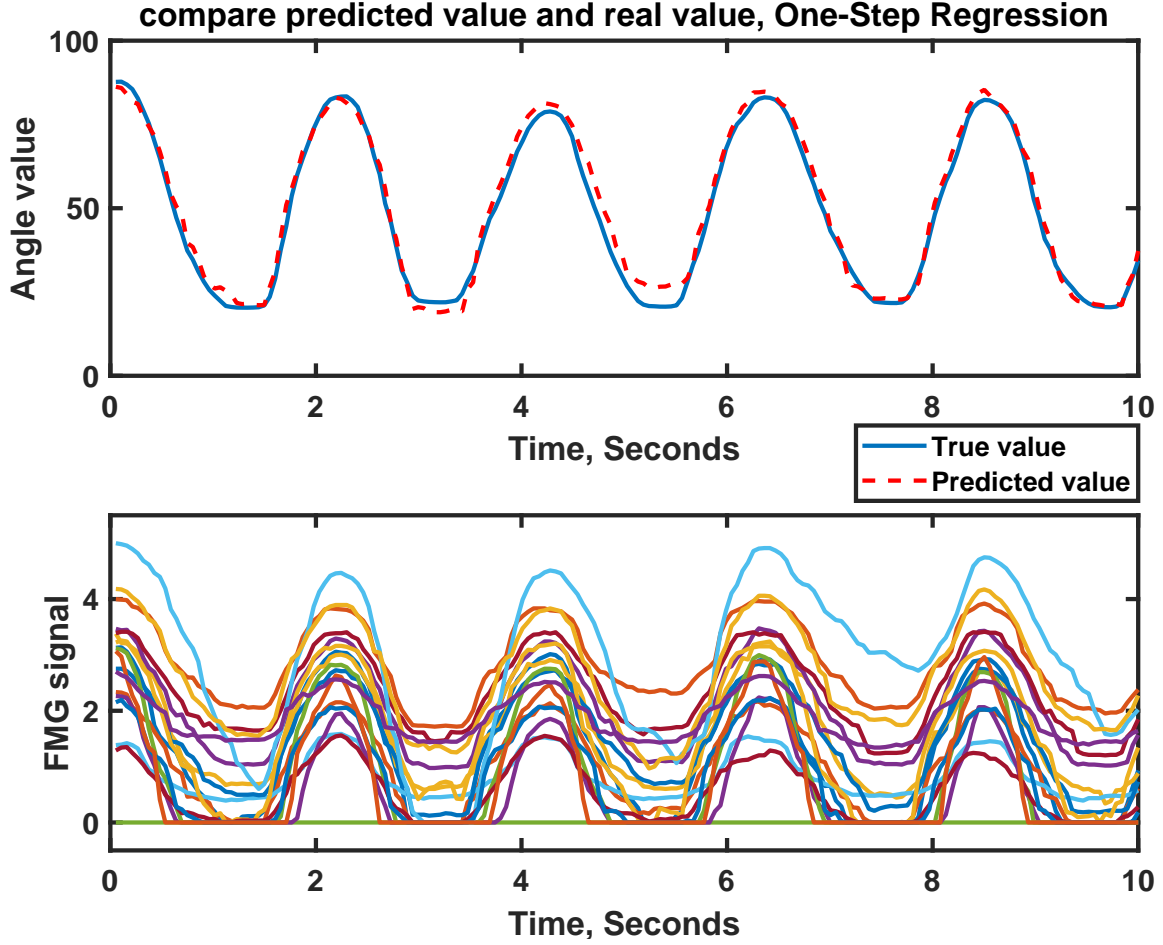 compare predicted value and real value, One-Step Regression
100
50
0
Angle value
0 2 4 6 8 10
Time, Seconds
True value
Predicted value
4
2
0
FMG signal
0 2 4 6 8 10
Time, Seconds